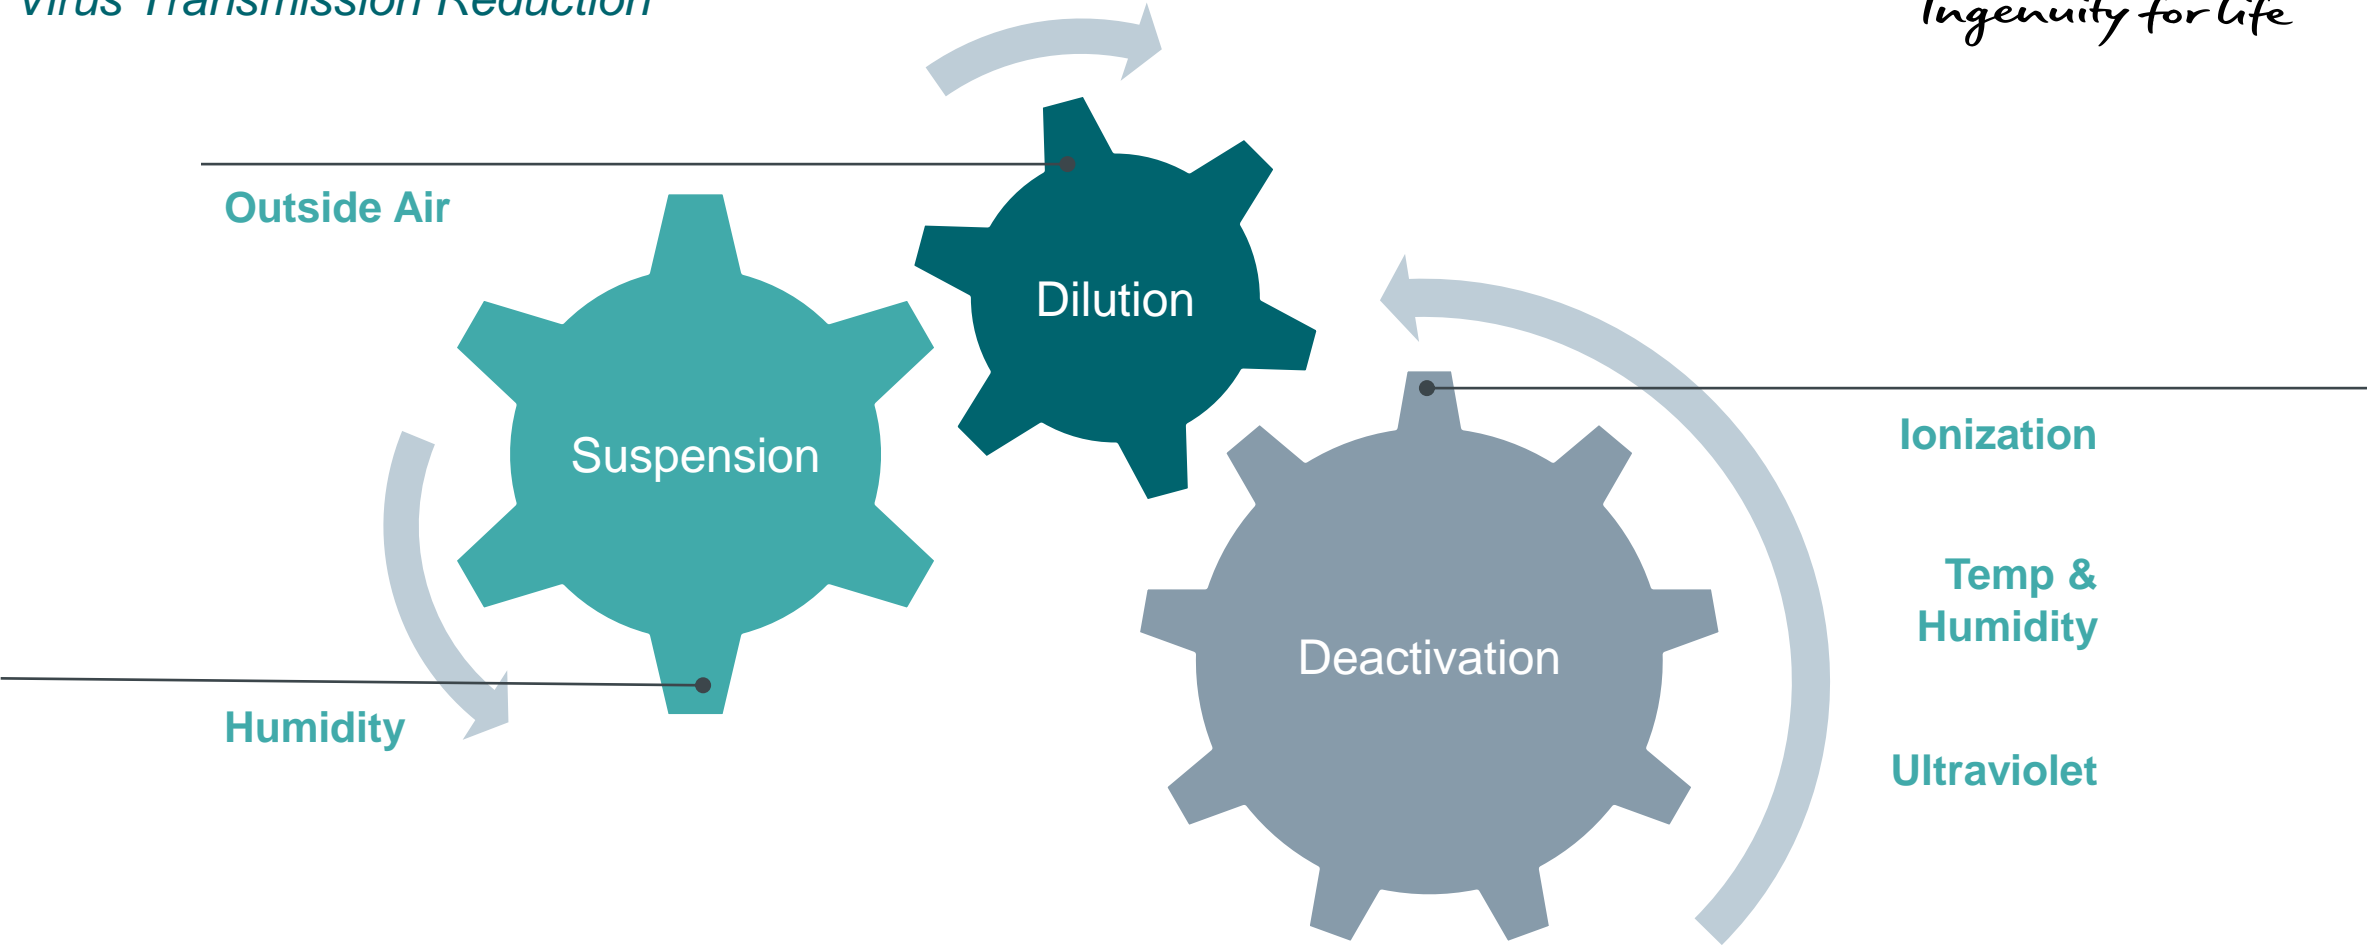 Virus Transmission Reduction
Ingenuity for life
Outside Air
Dilution
Suspension
Humidity
Deactivation
Ionization
Temp &
Humidity
Ultraviolet